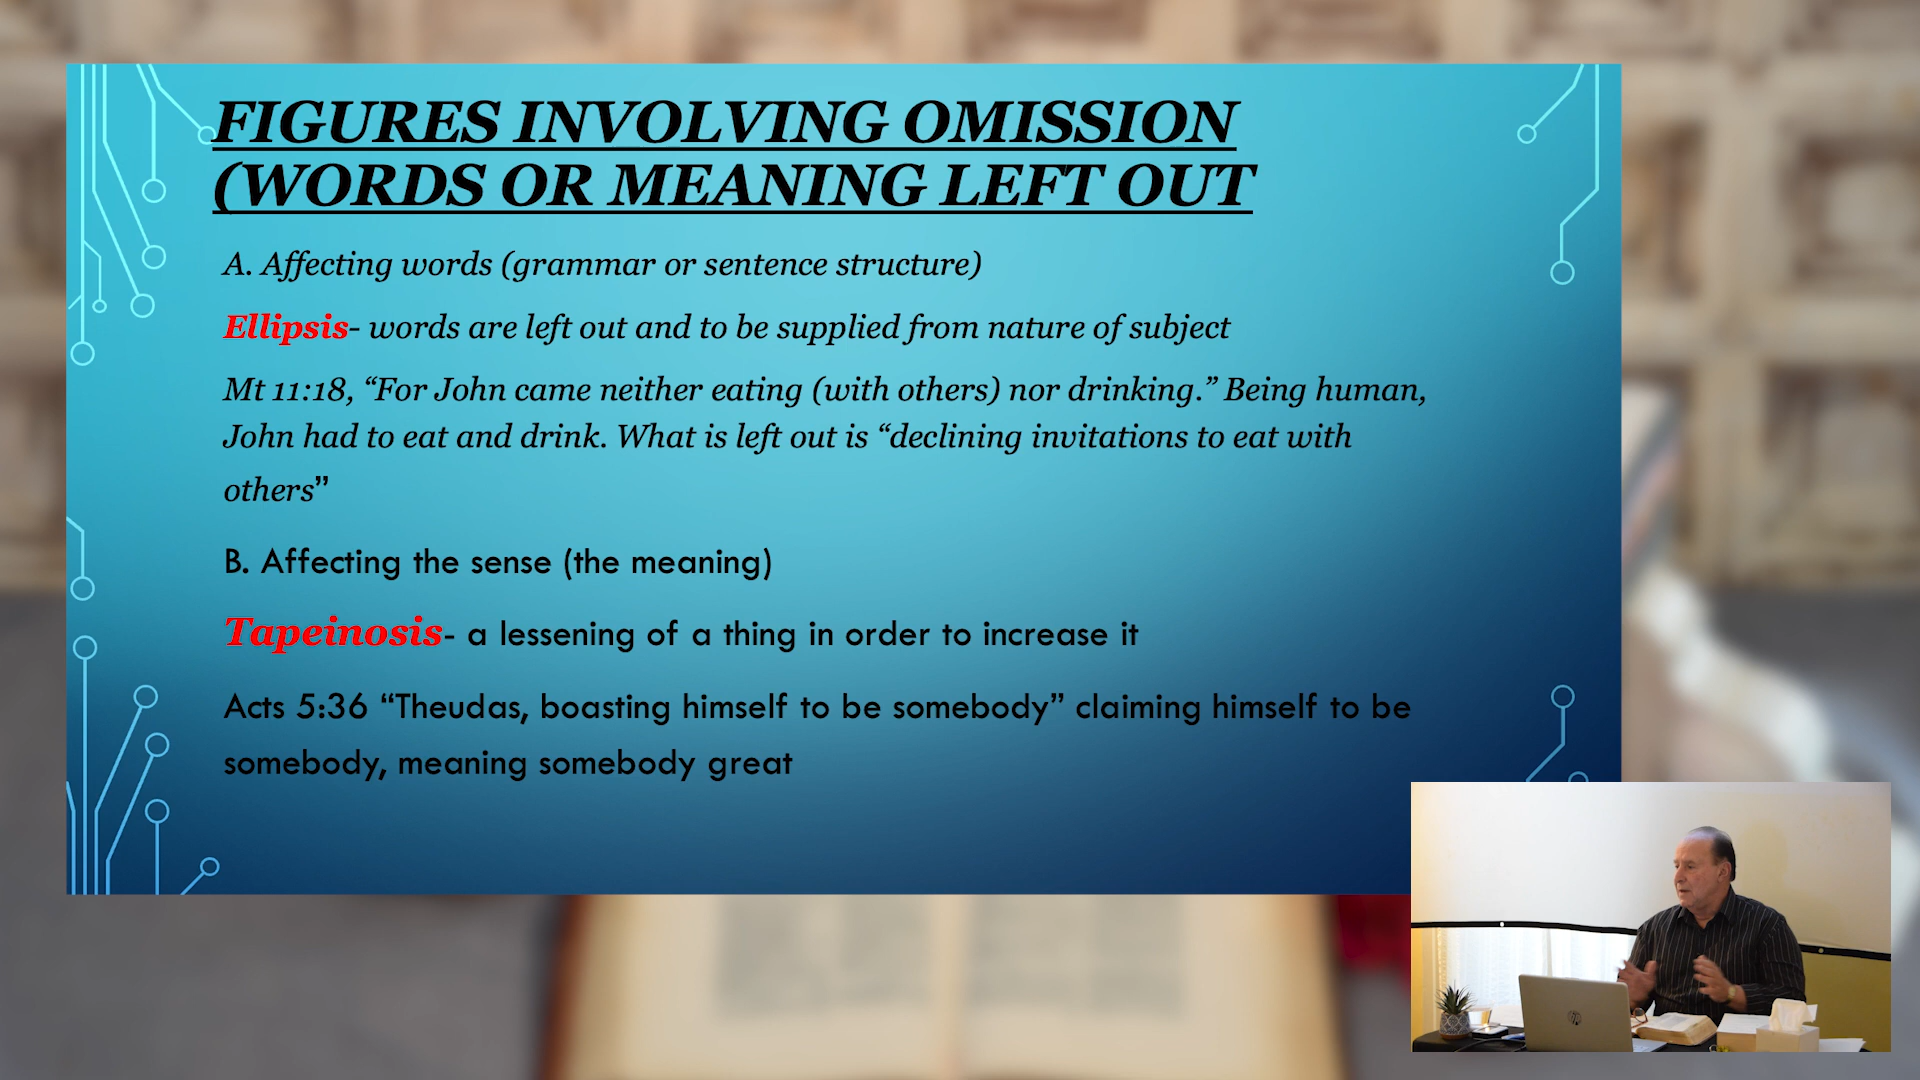 FIGURES INVOLVING OMISSION
(WORDS OR MEANING LEFT OUT
A. Affecting words (grammar or sentence structure)
Ellipsis- words are left out and to be supplied from nature of subject
Mt 11:18, “For John came neither eating (with others) nor drinking.” Being human,
John had to eat and drink. What is left out is “declining invitations to eat with
others”
B. Affecting the sense (the meaning)
Tapeinosis- a lessening of a thing in order to increase it
Acts 5:36 “Theudas, boasting himself to be somebody” claiming himself to be
somebody, meaning somebody great